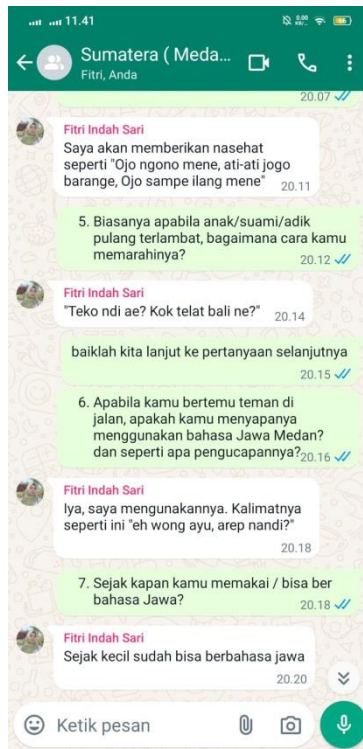 11.41
0.00
KB/S
Sumatera ( Meda...
Fitri, Anda
20.07
Fitri Indah Sari
Saya akan memberikan nasehat
seperti "Ojo ngono mene, ati-ati jogo
barange, Ojo sampe ilang mene"
20.11
5. Biasanya apabila anak/suami/adik
pulang terlambat, bagaimana cara kamu
memarahinya?
20.12
Fitri Indah Sari
"Teko ndi ae? Kok telat bali ne?"
20.14
baiklah kita lanjut ke pertanyaan selanjutnya
20.15
6. Apabila kamu bertemu teman di
jalan, apakah kamu menyapanya
menggunakan bahasa Jawa Medan?
dan seperti apa pengucapannya?
20.16
Fitri Indah Sari
Iya, saya mengunakannya. Kalimatnya
seperti ini "eh wong ayu, arep nandi?"
20.18
7. Sejak kapan kamu memakai / bisa ber
bahasa Jawa?
20.18
Fitri Indah Sari
Sejak kecil sudah bisa berbahasa jawa
20.20
Ketik pesan